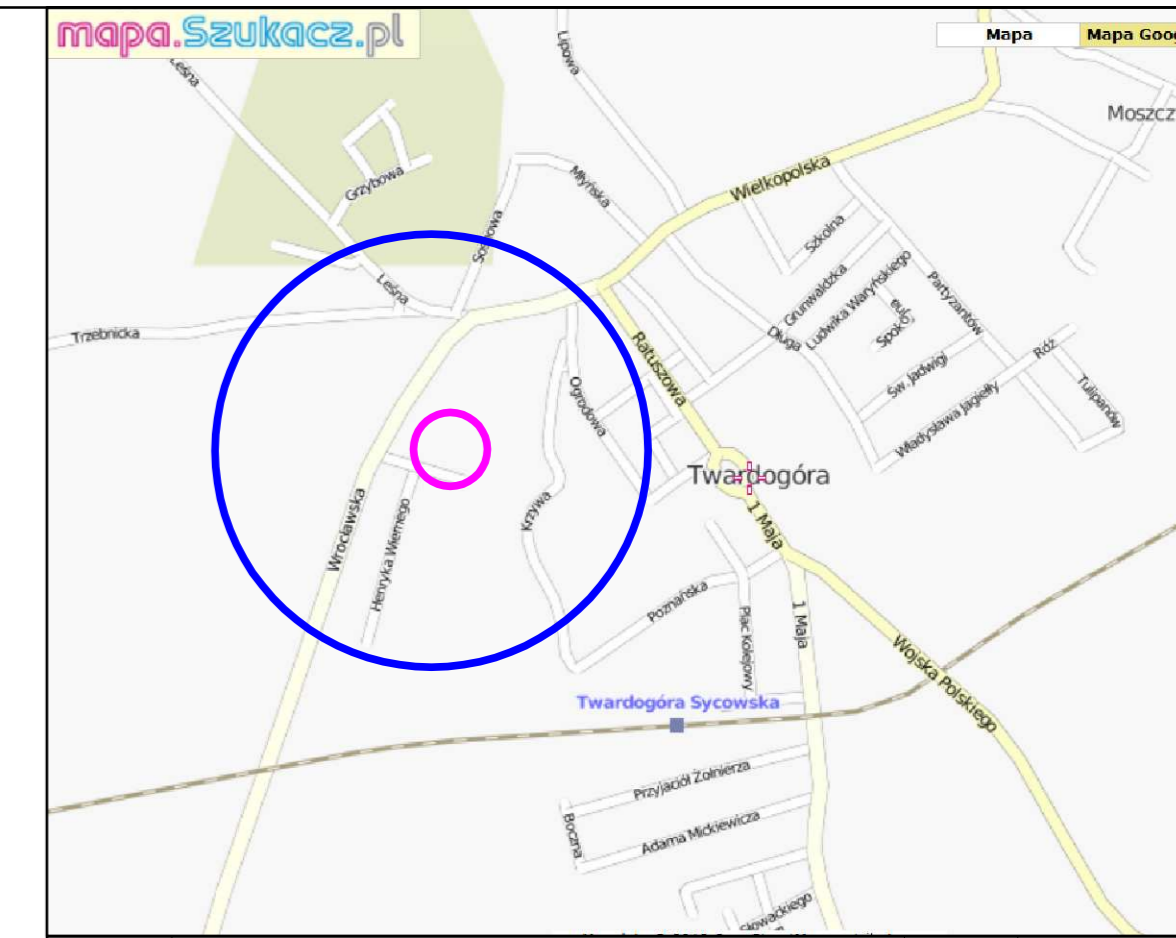 mapa.Szukacz.pl
Mapa
Mapa Goog
Leśna
Lipowa
Moszcz
Grzybowa
Młyńska
Wielkopolska
Sosnowa
Szkolna
Leśna
Trzebnicka
Grunwaldzka
Ludwika Waryńskiego
Partyzantów
Spokojna
Długa
Ratuszowa
Róż
Św. Jadwigi
Tulipanów
Władysława Jagiełły
Ogrodowa
Twardogóra
Wrocławska
Krzywa
1 Maja
Henryka Wiernego
Poznańska
Plac Kolejowy
1 Maja
Wojska Polskiego
Twardogóra Sycowska
Przyjaciół Żołnierza
Adama Mickiewicza
Boczna
Słowackiego